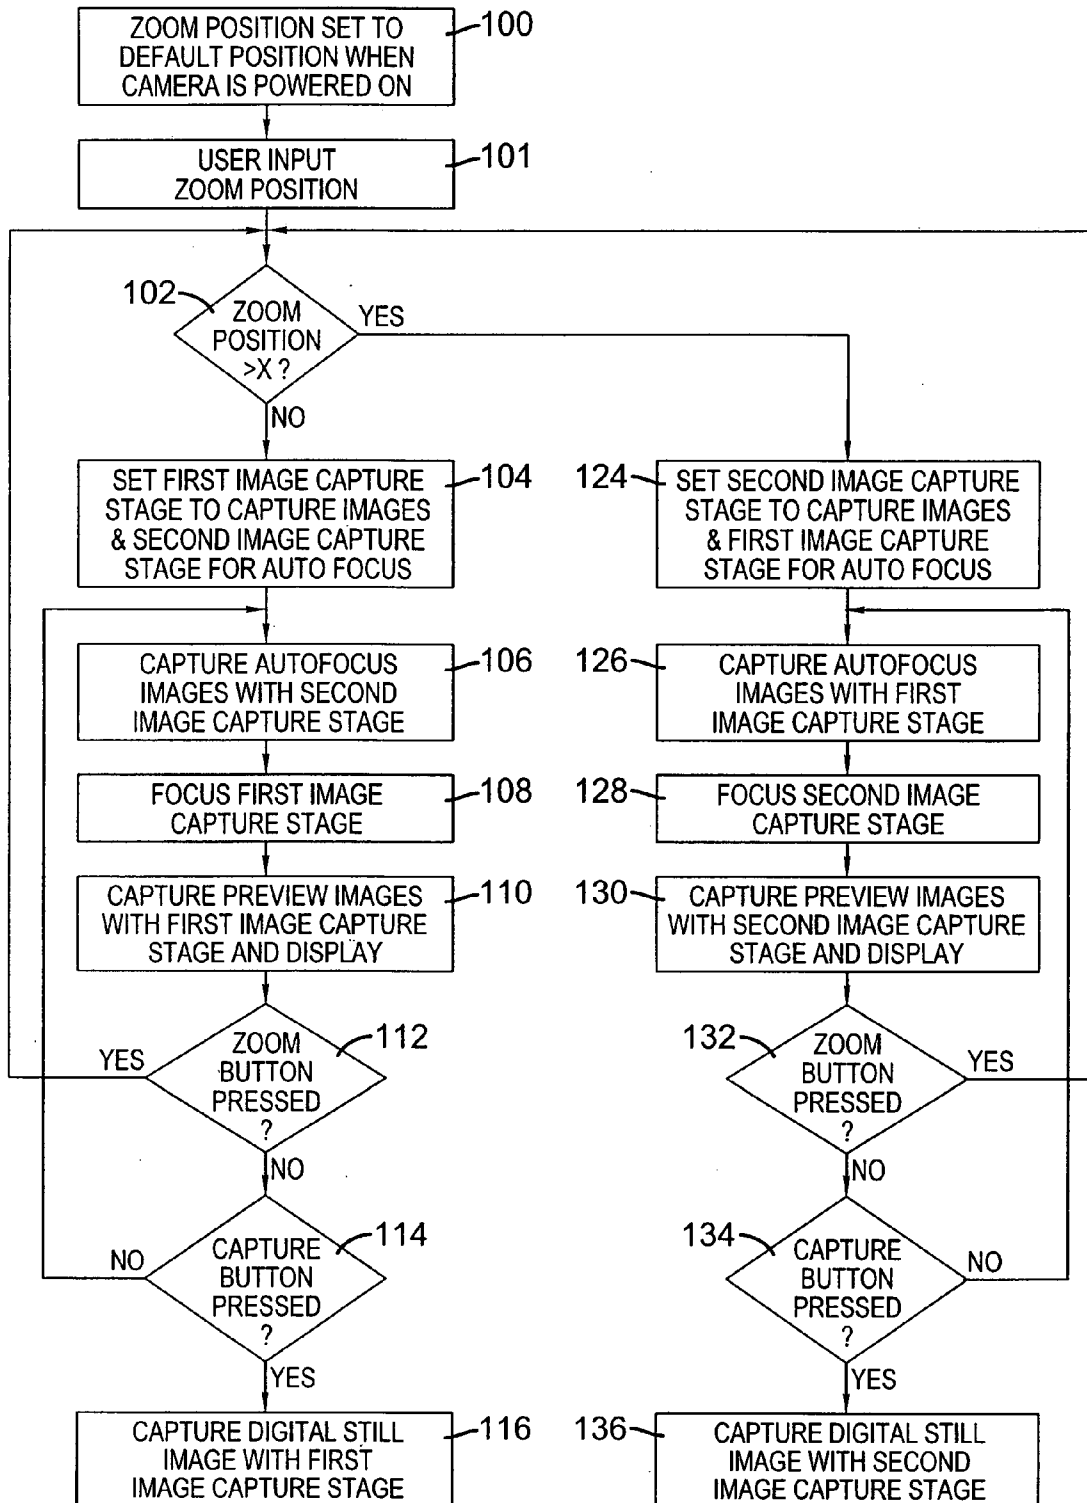 ZOOM POSITION SET TO
DEFAULT POSITION WHEN
CAMERA IS POWERED ON
100
USER INPUT
ZOOM POSITION
101
102
ZOOM
POSITION
>X ?
YES
NO
SET FIRST IMAGE CAPTURE
STAGE TO CAPTURE IMAGES
& SECOND IMAGE CAPTURE
STAGE FOR AUTO FOCUS
104
CAPTURE AUTOFOCUS
IMAGES WITH SECOND
IMAGE CAPTURE STAGE
106
FOCUS FIRST IMAGE
CAPTURE STAGE
108
CAPTURE PREVIEW IMAGES
WITH FIRST IMAGE CAPTURE
STAGE AND DISPLAY
110
ZOOM
BUTTON
PRESSED
?
112
YES
NO
CAPTURE
BUTTON
PRESSED
?
114
NO
YES
CAPTURE DIGITAL STILL
IMAGE WITH FIRST
IMAGE CAPTURE STAGE
116
124
SET SECOND IMAGE CAPTURE
STAGE TO CAPTURE IMAGES
& FIRST IMAGE CAPTURE
STAGE FOR AUTO FOCUS
126
CAPTURE AUTOFOCUS
IMAGES WITH FIRST
IMAGE CAPTURE STAGE
128
FOCUS SECOND IMAGE
CAPTURE STAGE
130
CAPTURE PREVIEW IMAGES
WITH SECOND IMAGE CAPTURE
STAGE AND DISPLAY
132
ZOOM
BUTTON
PRESSED
?
YES
NO
134
CAPTURE
BUTTON
PRESSED
?
NO
YES
136
CAPTURE DIGITAL STILL
IMAGE WITH SECOND
IMAGE CAPTURE STAGE